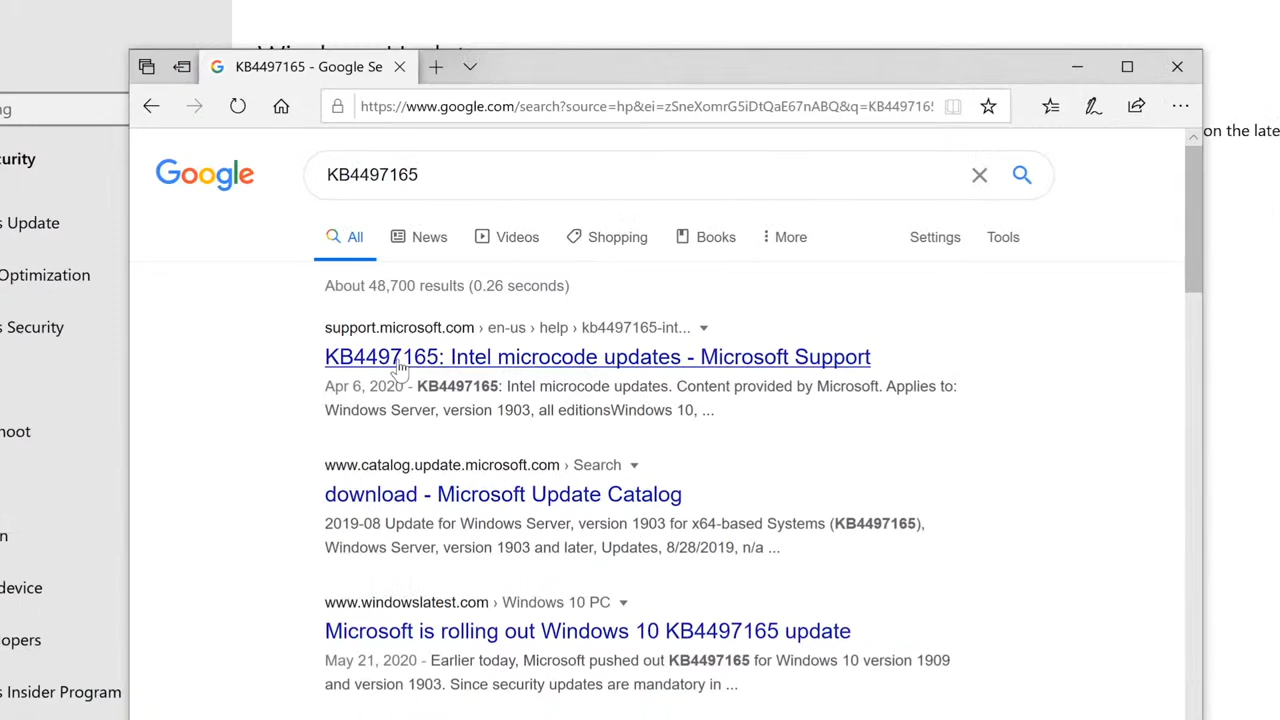 KB4497165 - Google Se
https://www.google.com/search?source=hp&ei=zSneXomrG5iDtQaE67nABQ&q=KB449716
ng
on the late
Google
KB4497165
curity
s Update
Optimization
s Security
hoot
n
device
opers
s Insider Program
All News Videos Shopping Books More Settings Tools
About 48,700 results (0.26 seconds)
support.microsoft.com › en-us › help › kb4497165-int...
KB4497165: Intel microcode updates - Microsoft Support
Apr 6, 2020 - KB4497165: Intel microcode updates. Content provided by Microsoft. Applies to:
Windows Server, version 1903, all editionsWindows 10, ...
www.catalog.update.microsoft.com › Search
download - Microsoft Update Catalog
2019-08 Update for Windows Server, version 1903 for x64-based Systems (KB4497165),
Windows Server, version 1903 and later, Updates, 8/28/2019, n/a ...
www.windowslatest.com › Windows 10 PC
Microsoft is rolling out Windows 10 KB4497165 update
May 21, 2020 - Earlier today, Microsoft pushed out KB4497165 for Windows 10 version 1909
and version 1903. Since security updates are mandatory in ...